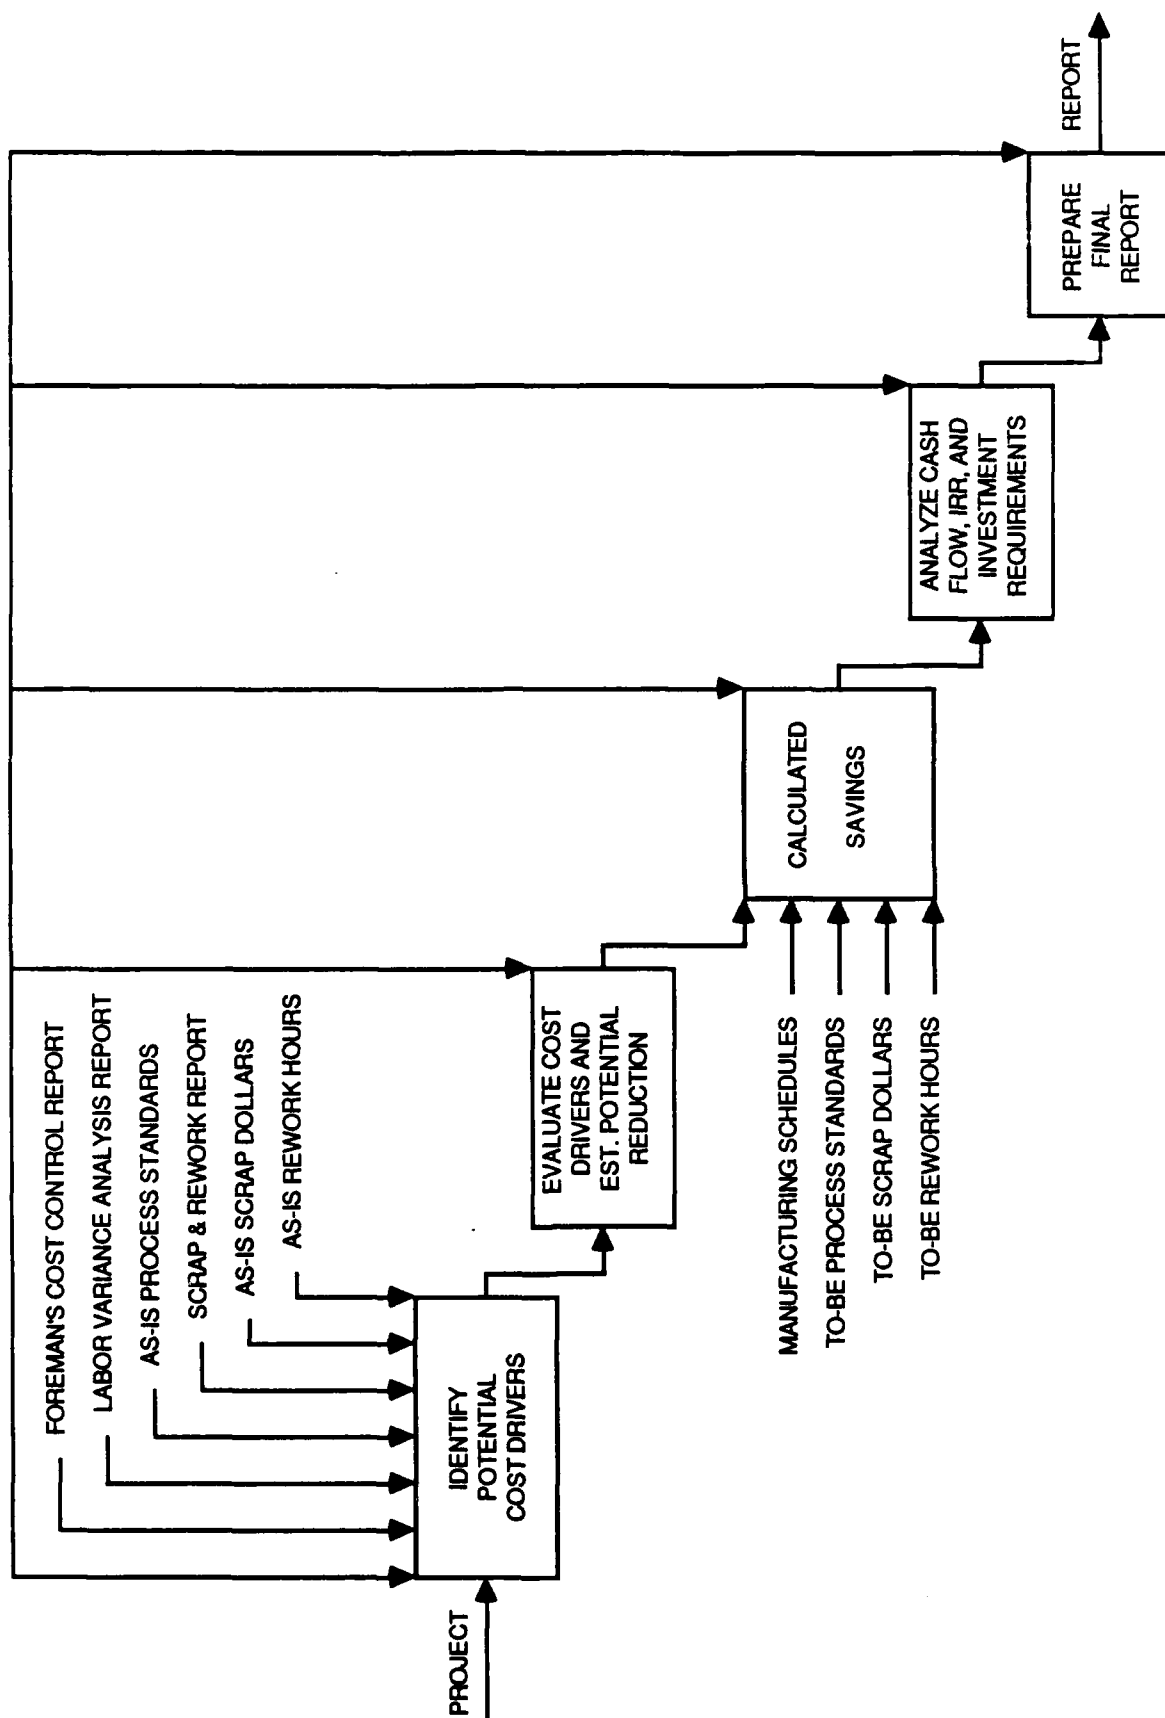 FOREMAN'S COST CONTROL REPORT
LABOR VARIANCE ANALYSIS REPORT
AS-IS PROCESS STANDARDS
SCRAP & REWORK REPORT
AS-IS SCRAP DOLLARS
AS-IS REWORK HOURS
PROJECT
IDENTIFY
POTENTIAL
COST DRIVERS
EVALUATE COST
DRIVERS AND
EST. POTENTIAL
REDUCTION
MANUFACTURING SCHEDULES
TO-BE PROCESS STANDARDS
TO-BE SCRAP DOLLARS
TO-BE REWORK HOURS
CALCULATED
SAVINGS
ANALYZE CASH
FLOW, IRR, AND
INVESTMENT
REQUIREMENTS
PREPARE
FINAL
REPORT
REPORT